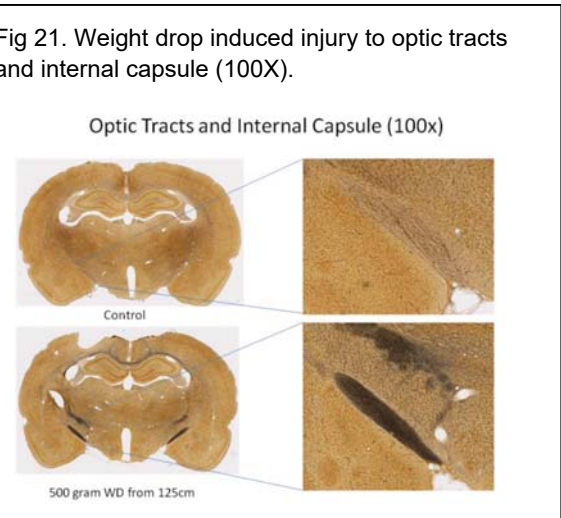 Fig 21. Weight drop induced injury to optic tracts
and internal capsule (100X).
Optic Tracts and Internal Capsule (100x)
Control
500 gram WD from 125cm